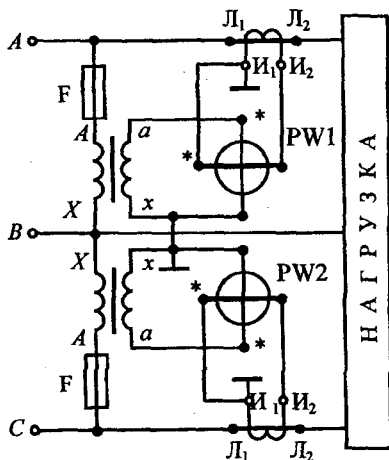 A Л₁ Л₂
F И₁ И₂
A a * * PW1
X x
B
X x PW2
A a * *
F И₁ И₂
C Л₁ Л₂
НАГРУЗКА